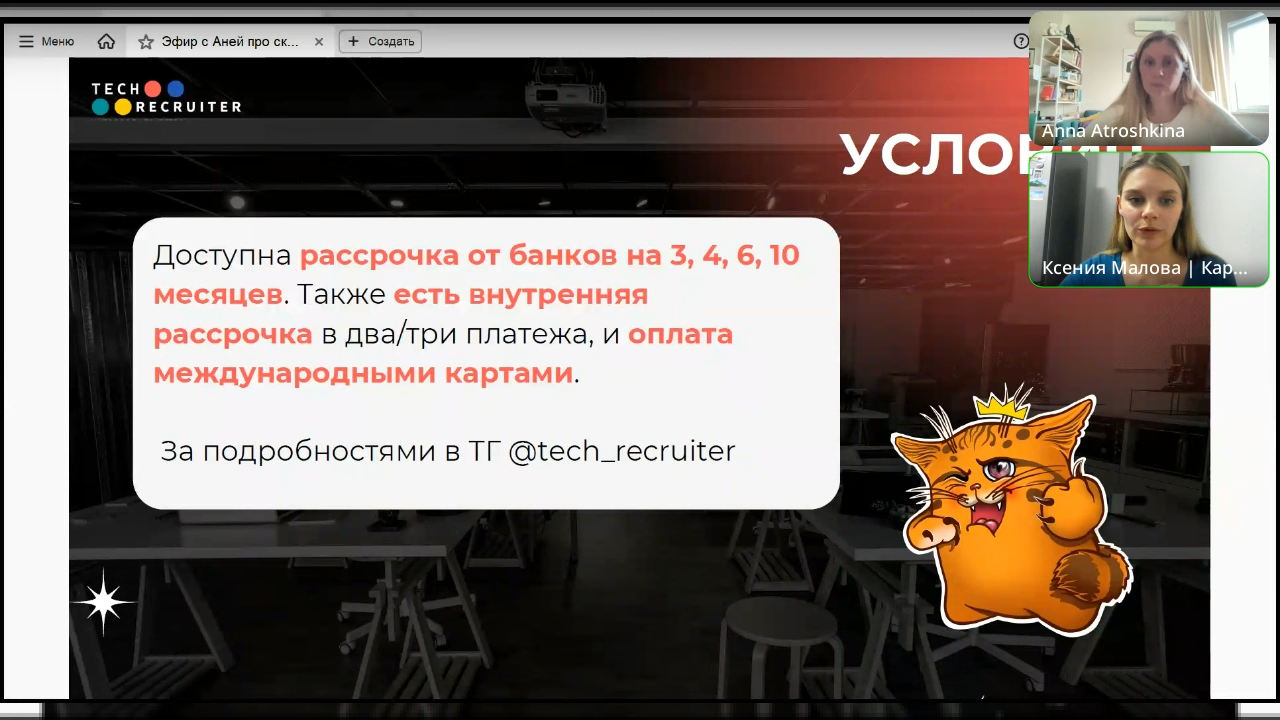 Меню
Эфир с Аней про ск...
Создать
TECH
RECRUITER
Anna Atroshkina
Ксения Малова | Кар...
Доступна рассрочка от банков на 3, 4, 6, 10
месяцев. Также есть внутренняя
рассрочка в два/три платежа, и оплата
международными картами.
За подробностями в ТГ @tech_recruiter